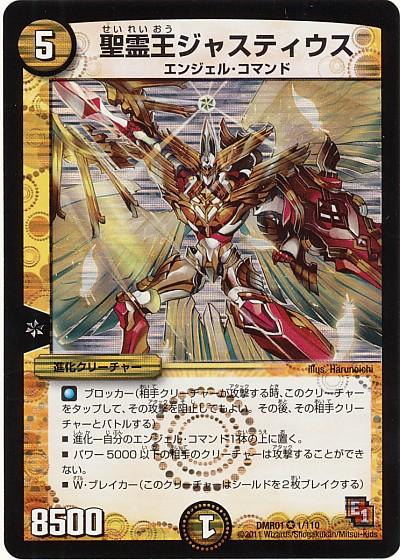 5
せいれいおう
聖霊王ジャスティウス
エンジェル・コマンド
進化クリーチャー
illus. Harunoichi
ブロッカー(相手クリーチャーが攻撃する時、このクリーチャー
をタップして、その攻撃を阻止してもよい。その後、その相手クリー
チャーとバトルする)
■ 進化—自分のエンジェル・コマンド1体の上に置く。
■ パワー5000以下の相手のクリーチャーは攻撃することができ
ない。
■ W・ブレイカー(このクリーチャーはシールドを2枚ブレイクする)
8500
1
DMR01 1/110
©2011 Wizards/Shogakukan/Mitsui-Kids
E1